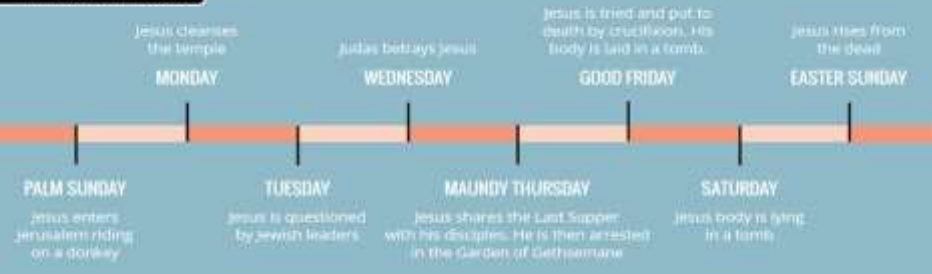 Jesus cleanses
the temple
MONDAY
Judas betrays Jesus
WEDNESDAY
Jesus is tried and put to
death by crucifixion. His
body is laid in a tomb.
GOOD FRIDAY
Jesus rises from
the dead
EASTER SUNDAY
PALM SUNDAY
Jesus enters
Jerusalem riding
on a donkey
TUESDAY
Jesus is questioned
by Jewish leaders
MAUNDY THURSDAY
Jesus shares the Last Supper
with his disciples. He is then arrested
in the Garden of Gethsemane
SATURDAY
Jesus body is lying
in a tomb